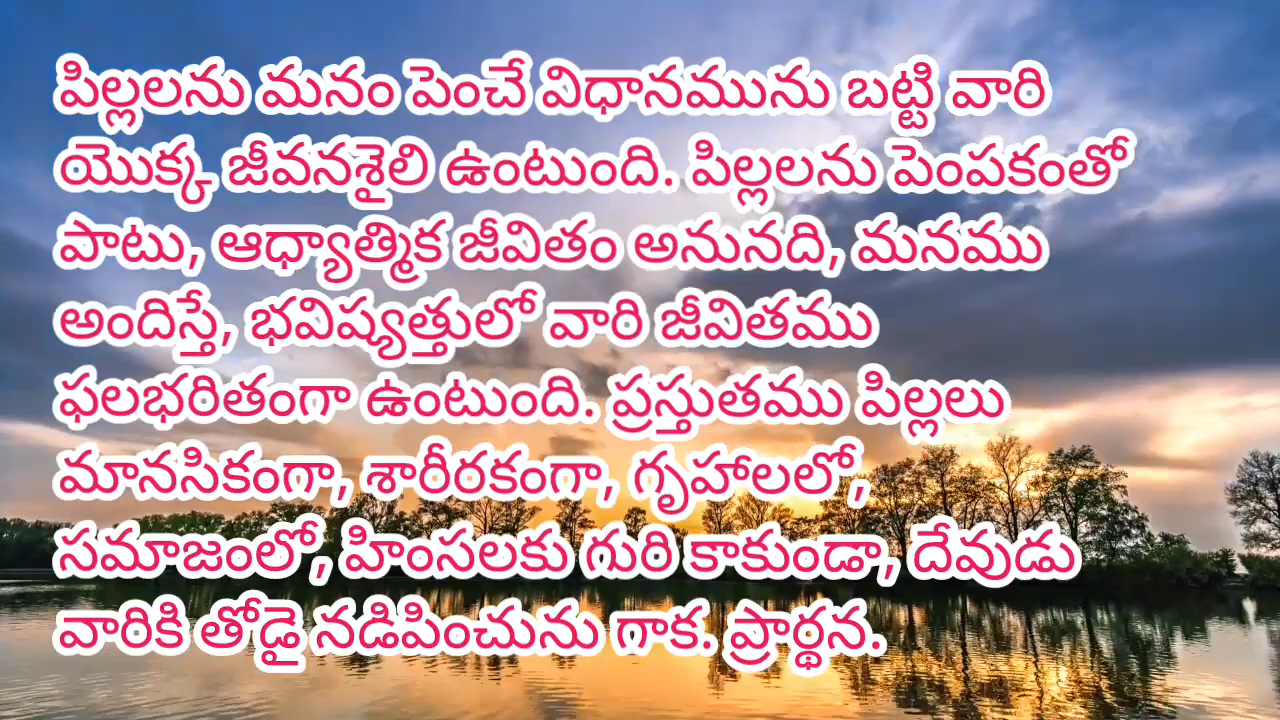 పిల్లలను మనం పెంచే విధానమును బట్టి వారి
యొక్క జీవనశైలి ఉంటుంది. పిల్లలను పెంపకంతో
పాటు, ఆధ్యాత్మిక జీవితం అనునది, మనము
అందిస్తే, భవిష్యత్తులో వారి జీవితము
ఫలభరితంగా ఉంటుంది. ప్రస్తుతము పిల్లలు
మానసికంగా, శారీరకంగా, గృహాలలో,
సమాజంలో, హింసలకు గురి కాకుండా, దేవుడు
వారికి తోడై నడిపించును గాక. ప్రార్థన.